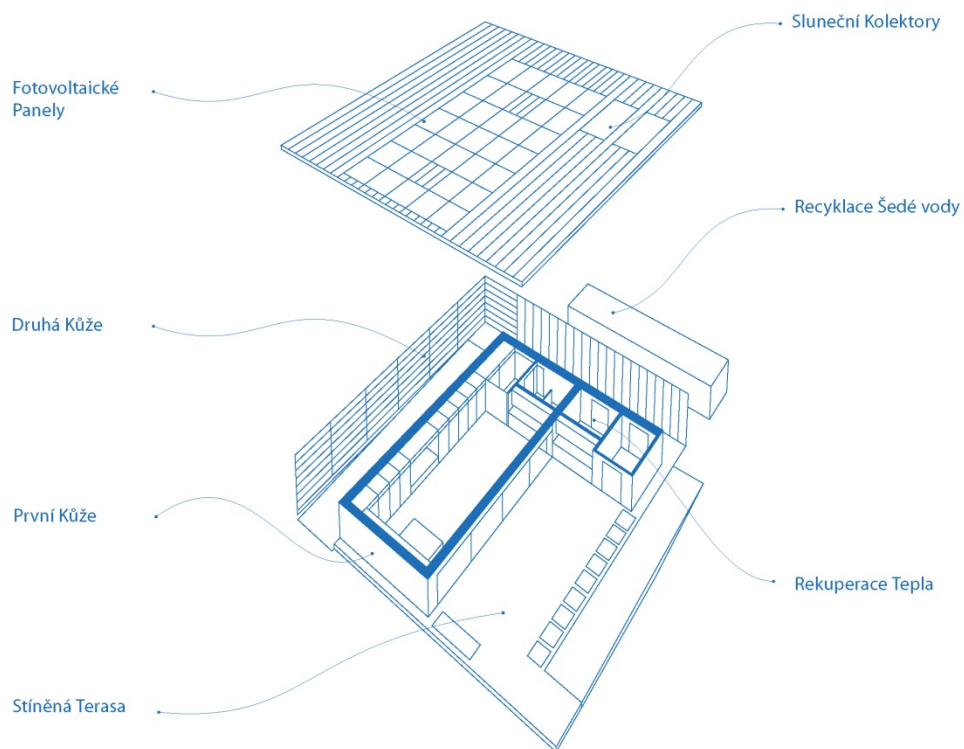 Sluneční Kolektory
Fotovoltaické
Panely
Recyklace Šedé vody
Druhá Kůže
První Kůže
Rekuperace Tepla
Stíněná Terasa